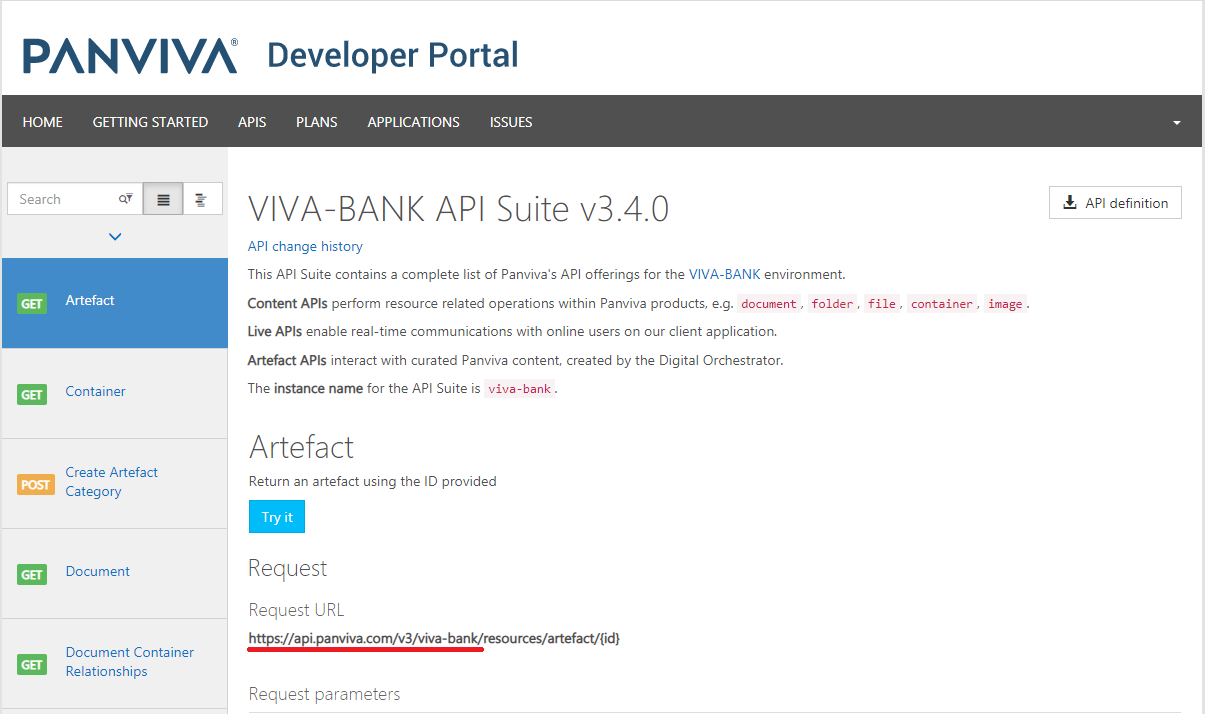 PANVIVA® Developer Portal
HOME GETTING STARTED APIS PLANS APPLICATIONS ISSUES
Search
GET Artefact
GET Container
POST Create Artefact
Category
GET Document
GET Document Container
Relationships
VIVA-BANK API Suite v3.4.0
API definition
API change history
This API Suite contains a complete list of Panviva's API offerings for the VIVA-BANK environment.
Content APIs perform resource related operations within Panviva products, e.g. document, folder, file, container, image.
Live APIs enable real-time communications with online users on our client application.
Artefact APIs interact with curated Panviva content, created by the Digital Orchestrator.
The instance name for the API Suite is viva-bank.
Artefact
Return an artefact using the ID provided
Try it
Request
Request URL
https://api.panviva.com/v3/viva-bank/resources/artefact/{id}
Request parameters